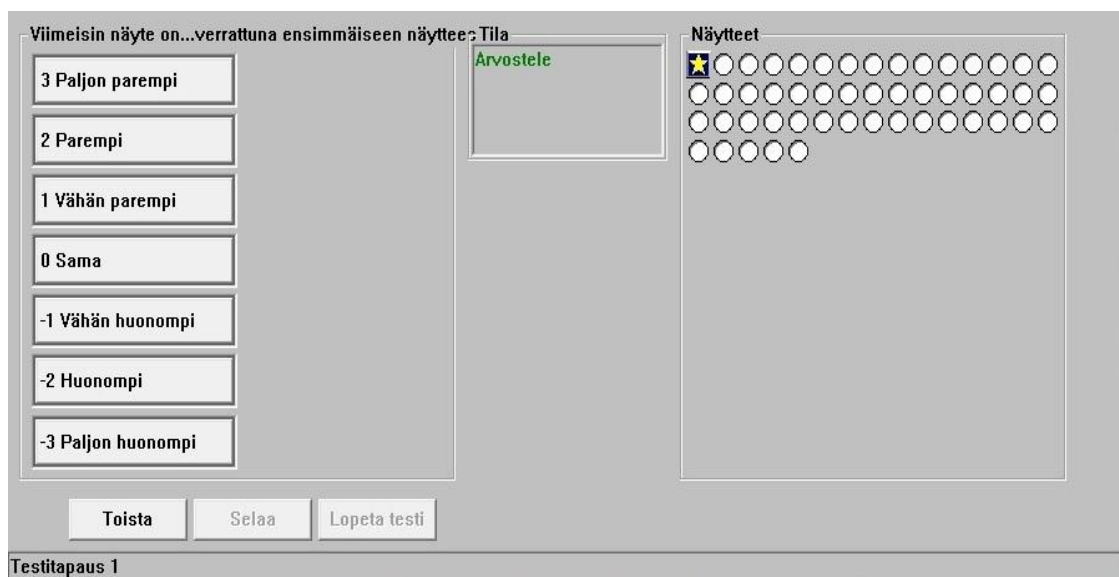 Viimeisin näyte on...verrattuna ensimmäiseen näyttees
3 Paljon parempi
2 Parempi
1 Vähän parempi
0 Sama
-1 Vähän huonompi
-2 Huonompi
-3 Paljon huonompi
Tila
Arvostele
Näytteet
Toista
Selaa
Lopeta testi
Testitapaus 1